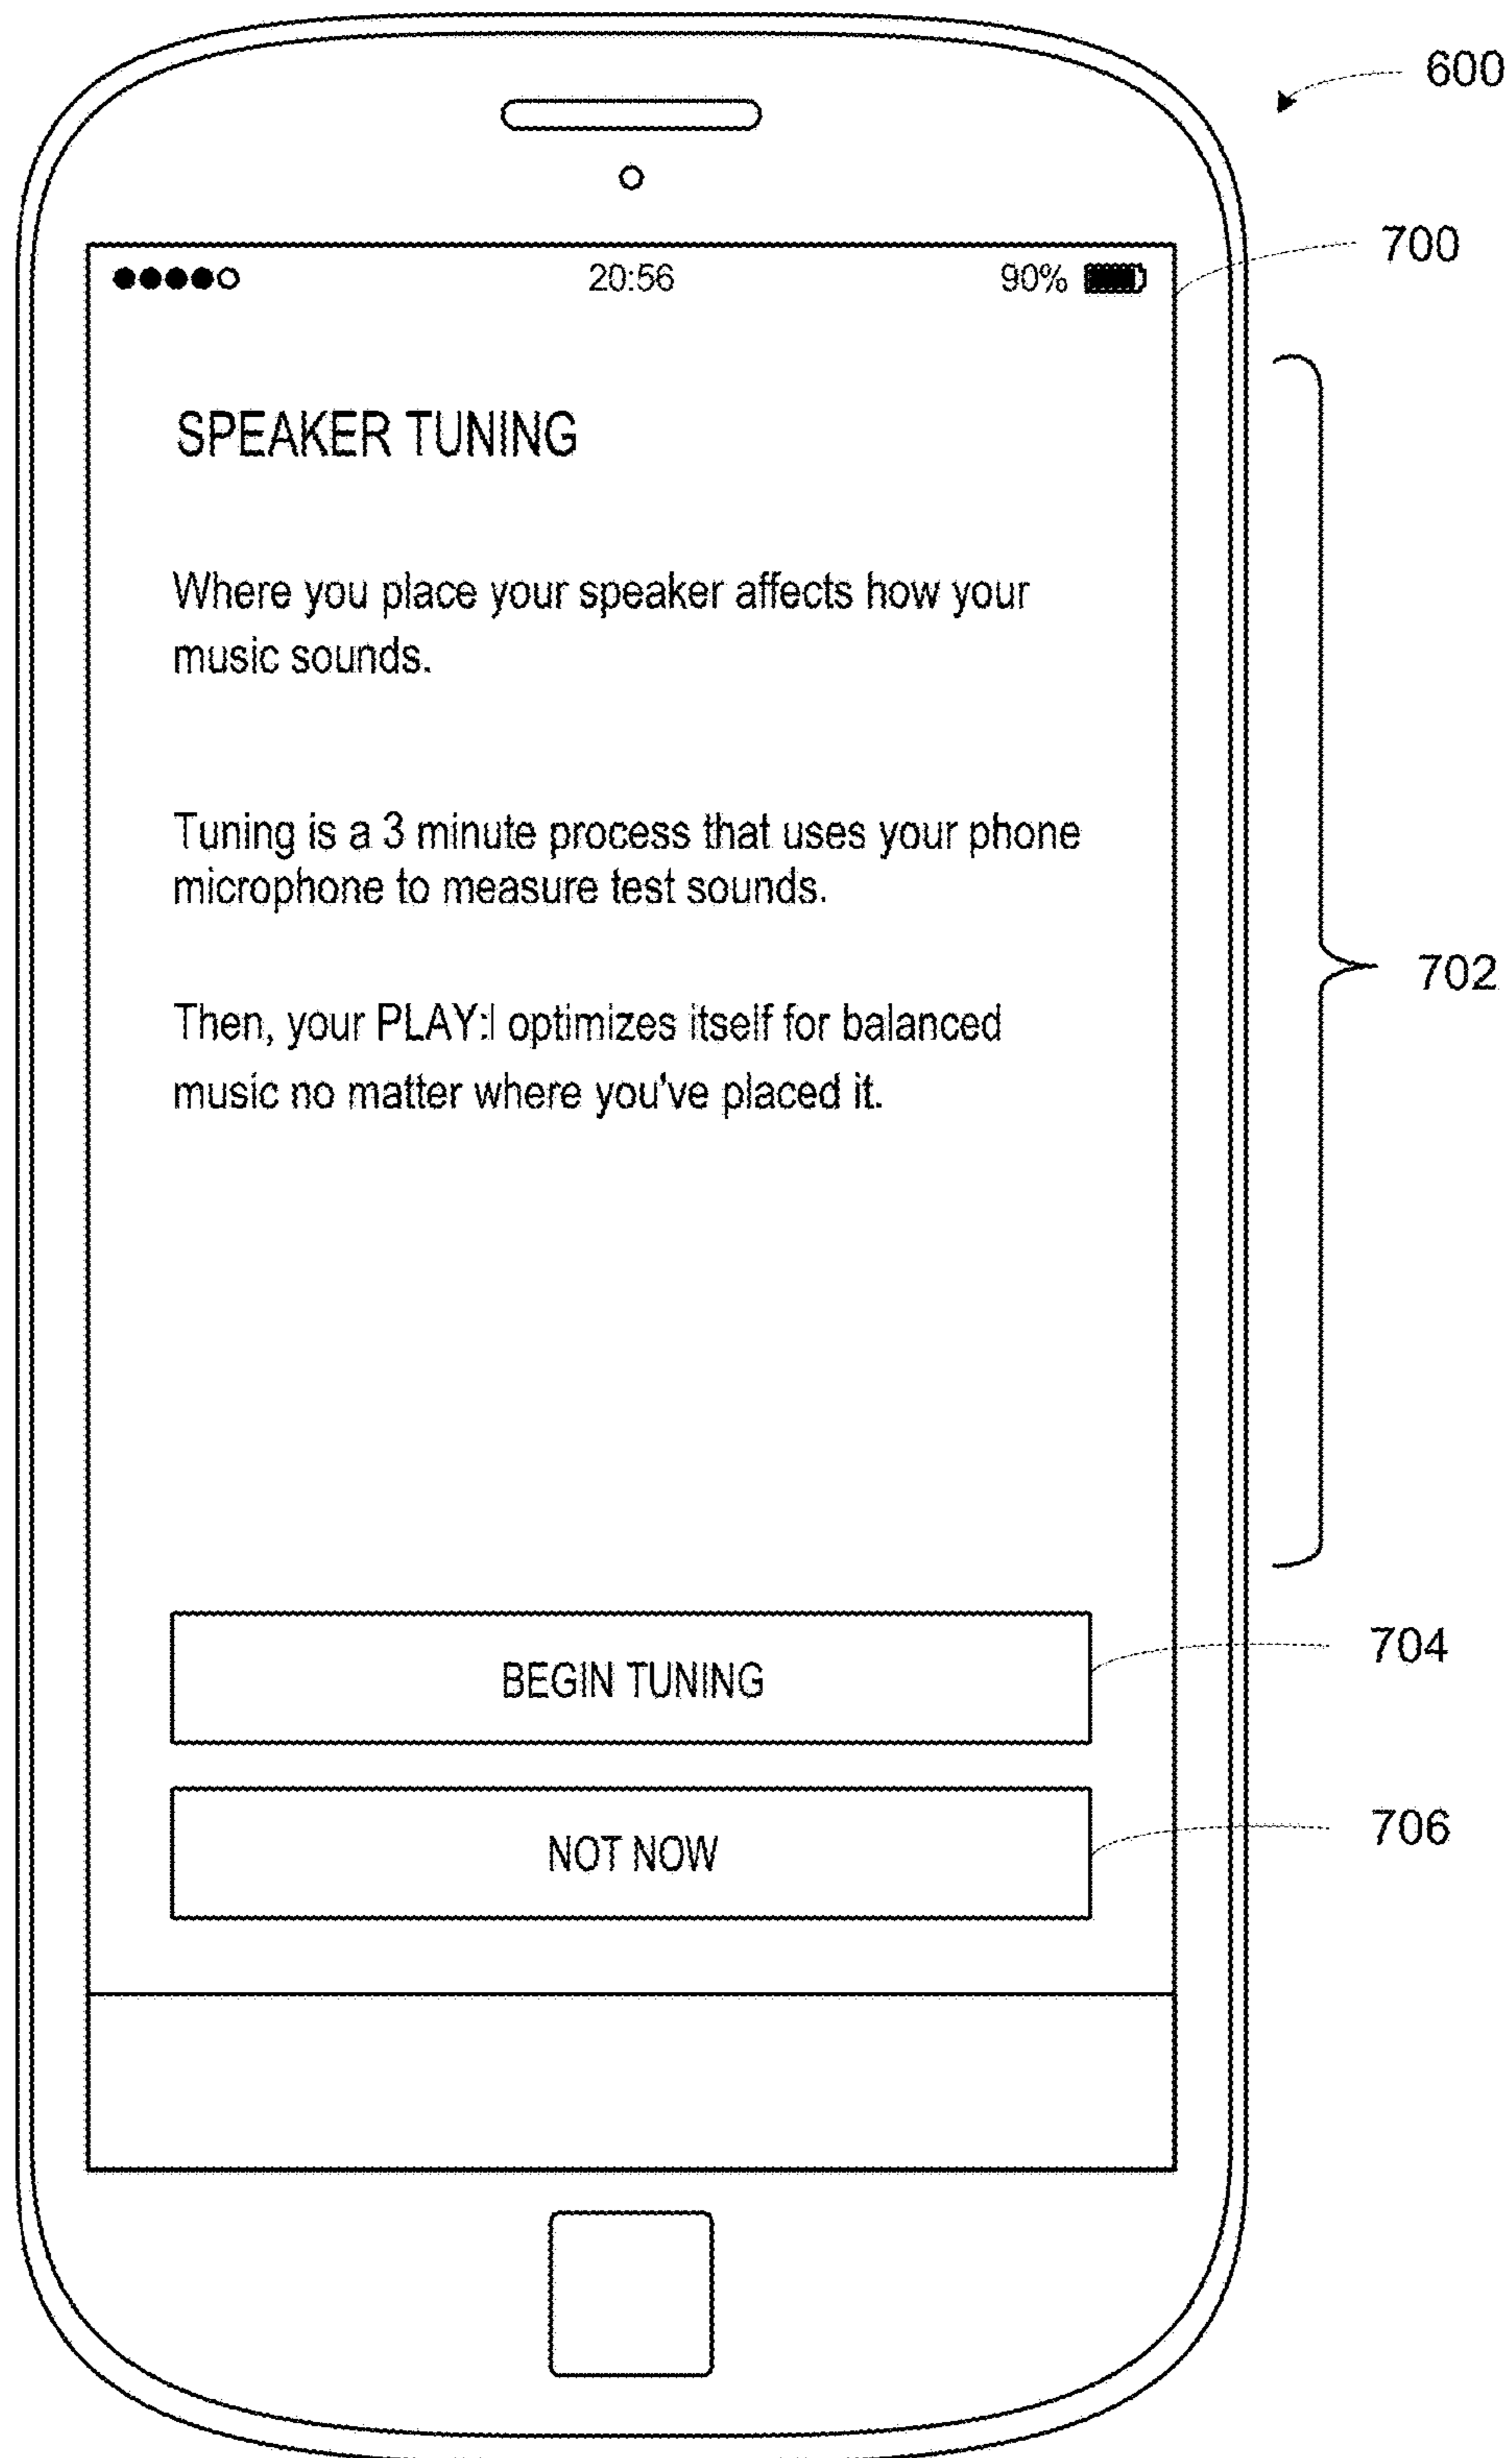 600
700
20:56 90%
SPEAKER TUNING
Where you place your speaker affects how your
music sounds.
Tuning is a 3 minute process that uses your phone
microphone to measure test sounds.
702
Then, your PLAY:l optimizes itself for balanced
music no matter where you've placed it.
704
BEGIN TUNING
706
NOT NOW